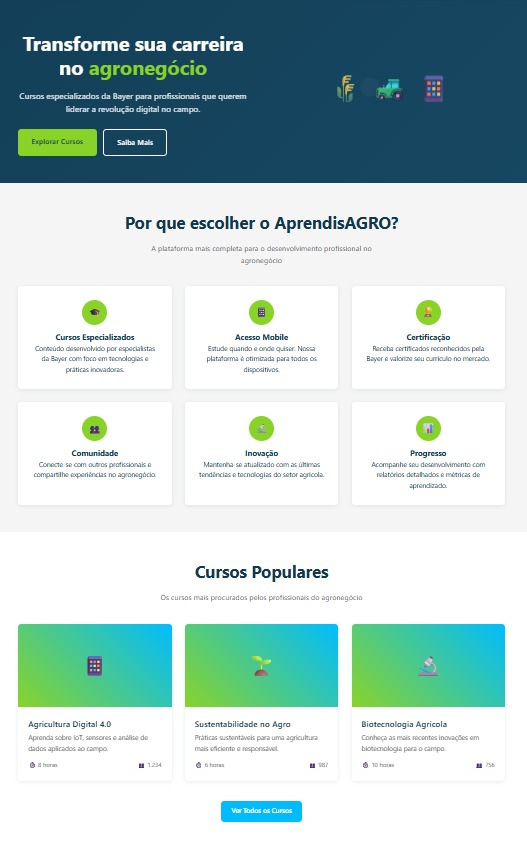 Transforme sua carreira
no agronegócio
Cursos especializados da Bayer para profissionais que querem
liderar a revolução digital no campo.
Explorar Cursos
Saiba Mais
Por que escolher o AprendisAGRO?
A plataforma mais completa para o desenvolvimento profissional no
agronegócio
Cursos Especializados
Conteúdo desenvolvido por especialistas
da Bayer com foco em tecnologias e
práticas inovadoras.
Acesso Mobile
Estude quando e onde quiser. Nossa
plataforma é otimizada para todos os
dispositivos.
Certificação
Receba certificados reconhecidos pela
Bayer e valorize seu currículo no mercado.
Comunidade
Conecte-se com outros profissionais e
compartilhe experiências no agronegócio.
Inovação
Mantenha-se atualizado com as últimas
tendências e tecnologias do setor agrícola.
Progresso
Acompanhe seu desenvolvimento com
relatórios detalhados e métricas de
aprendizado.
Cursos Populares
Os cursos mais procurados pelos profissionais do agronegócio
Agricultura Digital 4.0
Aprenda sobre IoT, sensores e análise de
dados aplicados ao campo.
8 horas
1.234
Sustentabilidade no Agro
Práticas sustentáveis para uma agricultura
mais eficiente e responsável.
6 horas
987
Biotecnologia Agrícola
Conheça as mais recentes inovações em
biotecnologia para o campo.
10 horas
756
Ver Todos os Cursos